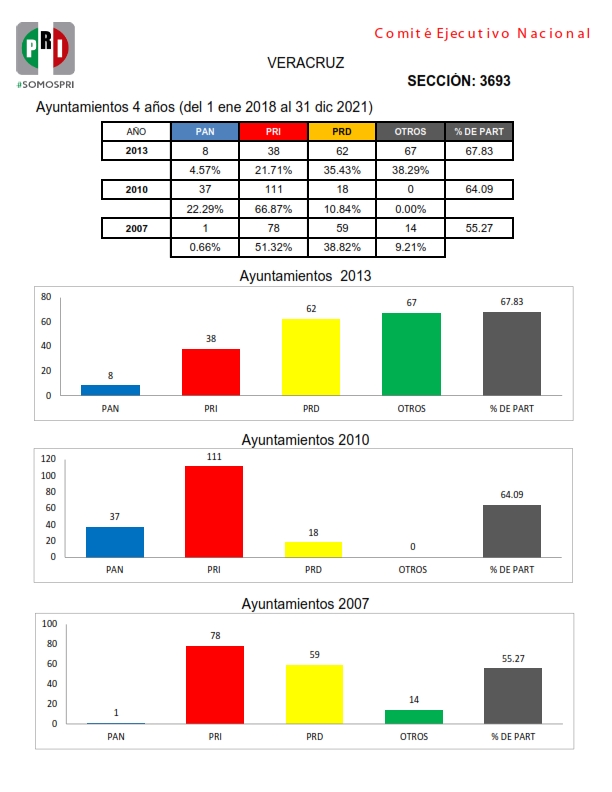 Comité Ejecutivo Nacional
PRI
#SOMOSPRI
VERACRUZ
SECCIÒN: 3693
Ayuntamientos 4 años (del 1 ene 2018 al 31 dic 2021)
AÑO PAN PRI PRD OTROS % DE PART
2013 8 38 62 67 67.83
4.57% 21.71% 35.43% 38.29%
2010 37 111 18 0 64.09
22.29% 66.87% 10.84% 0.00%
2007 1 78 59 14 55.27
0.66% 51.32% 38.82% 9.21%
Ayuntamientos 2013
80
60
40
20
0
8 38 62 67 67.83
PAN PRI PRD OTROS % DE PART
Ayuntamientos 2010
120
100
80
60
40
20
0
37 111 18 0 64.09
PAN PRI PRD OTROS % DE PART
Ayuntamientos 2007
100
80
60
40
20
0
1 78 59 14 55.27
PAN PRI PRD OTROS % DE PART